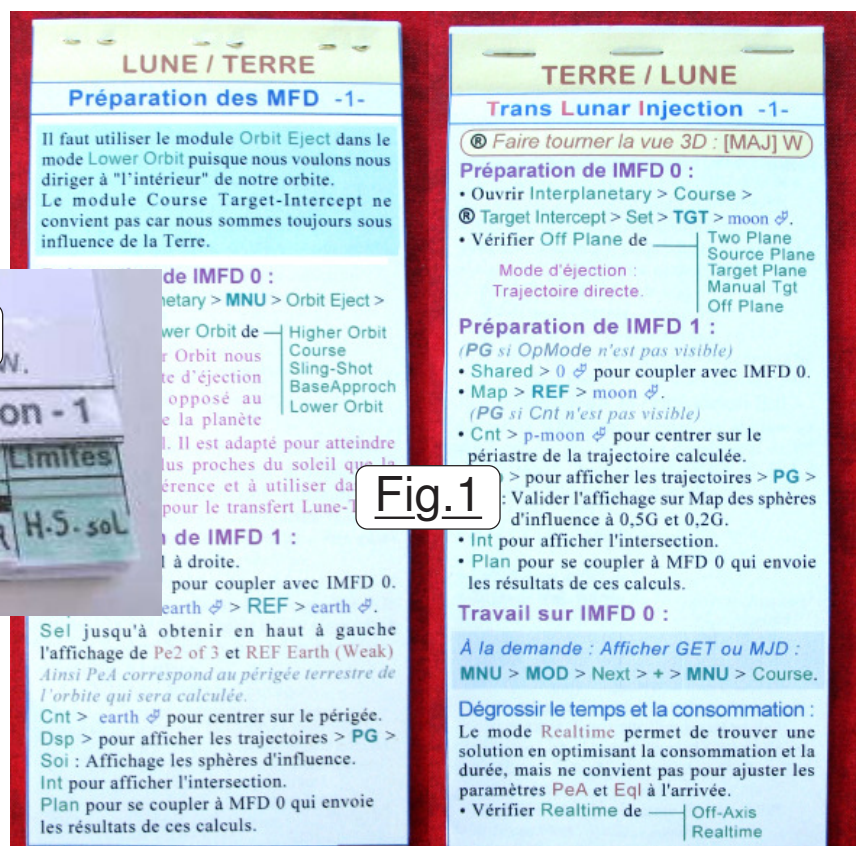 LUNE / TERRE
Préparation des MFD -1-
Il faut utiliser le module Orbit Eject dans le
mode Lower Orbit puisque nous voulons nous
diriger à "l'intérieur" de notre orbite.
Le module Course Target-Intercept ne
convient pas car nous sommes toujours sous
influence de la Terre.
de IMFD 0 :
netary > MNU > Orbit Eject >
wer Orbit de
Higher Orbit
Course
Sling-Shot
BaseApproch
Lower Orbit
r Orbit nous
te d'éjection
opposé au
e la planète
l. Il est adapté pour atteindre
lus proches du soleil que la
érence et à utiliser da
pour le transfert Lune-T
n de IMFD 1 :
à droite.
pour coupler avec IMFD 0.
earth > REF > earth
Sel jusqu'à obtenir en haut à gauche
l'affichage de Pe2 of 3 et REF Earth (Weak)
Ainsi PeA correspond au périgée terrestre de
l'orbite qui sera calculée.
Cnt > earth pour centrer sur le périgée.
Dsp > pour afficher les trajectoires > PG >
Soi : Affichage les sphères d'influence.
Int pour afficher l'intersection.
Plan pour se coupler à MFD 0 qui envoie
les résultats de ces calculs.
w.
on - 1
Limites
R H.S. soL
Fig.1
TERRE / LUNE
Trans Lunar Injection -1-
® Faire tourner la vue 3D : [MAJ] W
Préparation de IMFD 0 :
• Ouvrir Interplanetary > Course >
® Target Intercept > Set > TGT > moon .
• Vérifier Off Plane de
Two Plane
Source Plane
Target Plane
Manual Tgt
Off Plane
Mode d'éjection :
Trajectoire directe.
Préparation de IMFD 1 :
(PG si OpMode n'est pas visible)
• Shared > 0 pour coupler avec IMFD 0.
• Map > REF > moon .
(PG si Cnt n'est pas visible)
• Cnt > p-moon pour centrer sur le
périastre de la trajectoire calculée.
> pour afficher les trajectoires > PG >
: Valider l'affichage sur Map des sphères
d'influence à 0,5G et 0,2G.
• Int pour afficher l'intersection.
• Plan pour se coupler à MFD 0 qui envoie
les résultats de ces calculs.
Travail sur IMFD 0 :
À la demande : Afficher GET ou MJD :
MNU > MOD > Next > + > MNU > Course.
Dégrossir le temps et la consommation :
Le mode Realtime permet de trouver une
solution en optimisant la consommation et la
durée, mais ne convient pas pour ajuster les
paramètres PeA et Eql à l'arrivée.
• Vérifier Realtime de
Off-Axis
Realtime